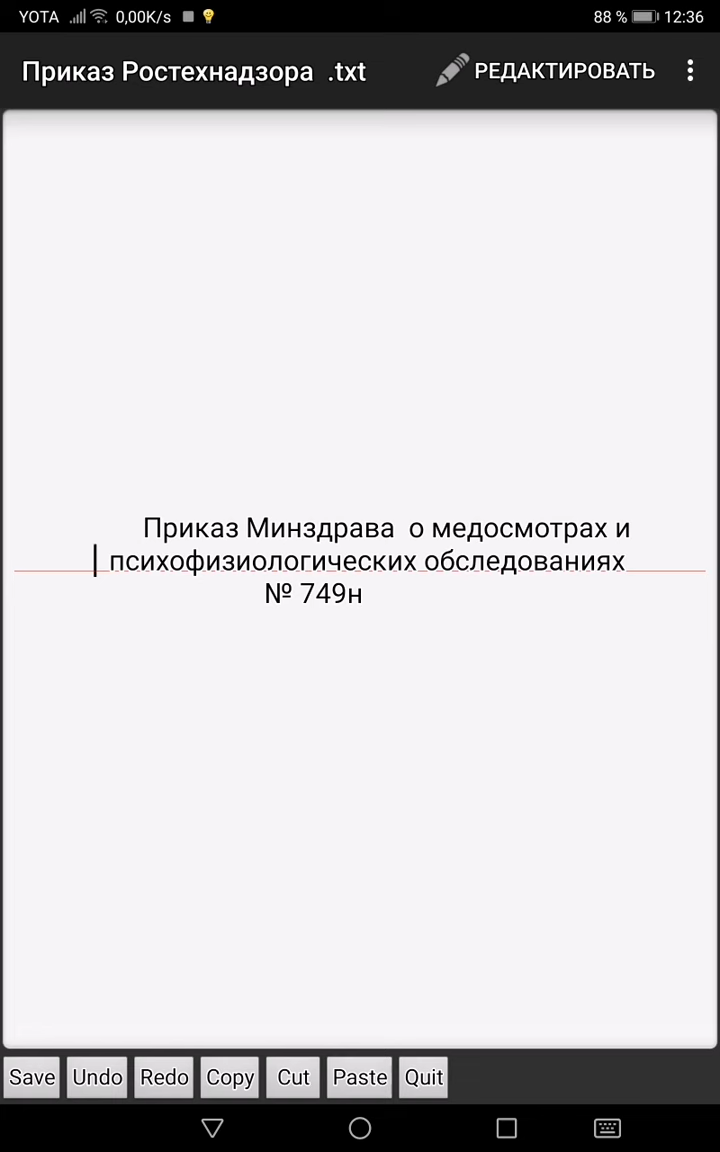 YOTA 0,00K/s 88 % 12:36
Приказ Ростехнадзора .txt РЕДАКТИРОВАТЬ
Приказ Минздрава о медосмотрах и
психофизиологических обследованиях
№ 749н
Save Undo Redo Copy Cut Paste Quit